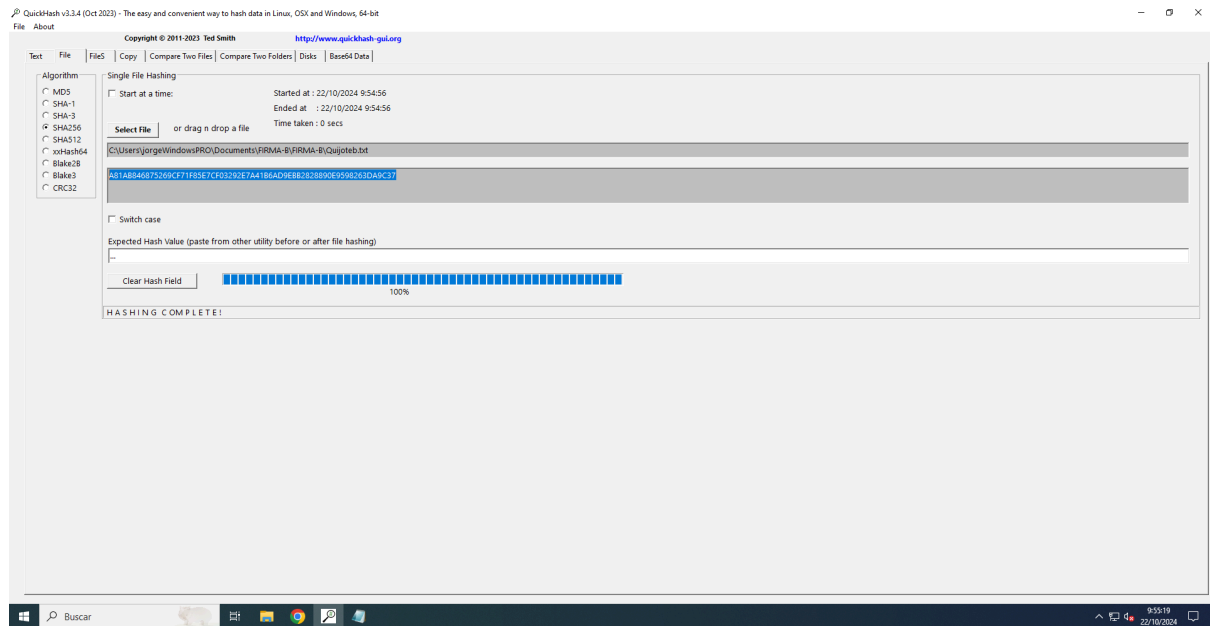 QuickHash v3.3.4 (Oct 2023) - The easy and convenient way to hash data in Linux, OSX and Windows, 64-bit
File About
Copyright © 2011-2023 Ted Smith http://www.quickhash-gui.org
Text File FileS Copy Compare Two Files Compare Two Folders Disks Base64 Data
Algorithm
MD5
SHA-1
SHA-3
SHA256
SHA512
xxHash64
Blake2B
Blake3
CRC32
Single File Hashing
Start at a time: Started at : 22/10/2024 9:54:56
Ended at : 22/10/2024 9:54:56
Select File or drag n drop a file Time taken : 0 secs
C:\Users\jorgeWindowsPRO\Documents\FIRMA-B\FIRMA-B\Quijoteb.txt
A81AB846875269CF71F85E7CF03292E7A41B6AD9EBB2828890E9598263DA9C37
Switch case
Expected Hash Value (paste from other utility before or after file hashing)
...
Clear Hash Field
100%
HASHING COMPLETE!
Buscar
9:55:19
22/10/2024